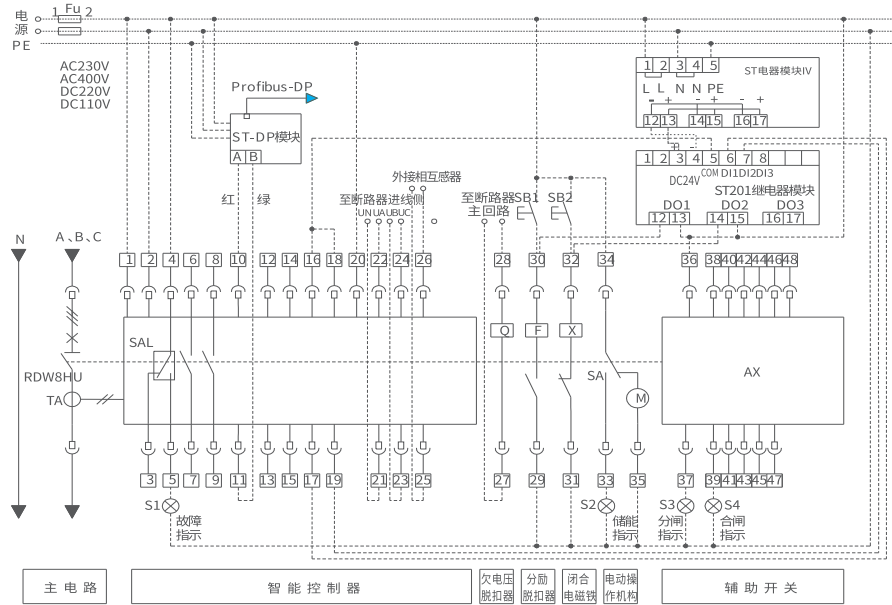 电 1 Fu 2
源
PE
AC230V
AC400V
DC220V
DC110V
Profibus-DP
ST-DP模块
A B
红 绿
外接相互感器
至断路器进线侧
UN UA UB UC
至断路器
主回路
SB1 SB2
1 2 3 4 5
ST电器模块IV
L L N N PE
- + - + - +
12 13 14 15 16 17
+ -
1 2 3 4 5 6 7 8
DC24V COM DI1 DI2 DI3
ST201继电器模块
DO1 DO2 DO3
12 13 14 15 16 17
N
A、B、C
1 2 4 6 8 10 12 14 16 18 20 22 24 26 28 30 32 34 36 38 40 42 44 46 48
SAL
Q F X
RDW8HU
SA
AX
TA
M
3 5 7 9 11 13 15 17 19 21 23 25 27 29 31 33 35 37 39 41 43 45 47
S1 S2 S3 S4
故障
指示
储能
指示
分闸
指示
合闸
指示
主电路
智能控制器
欠电压
脱扣器
分励
脱扣器
闭合
电磁铁
电动操
作机构
辅助开关